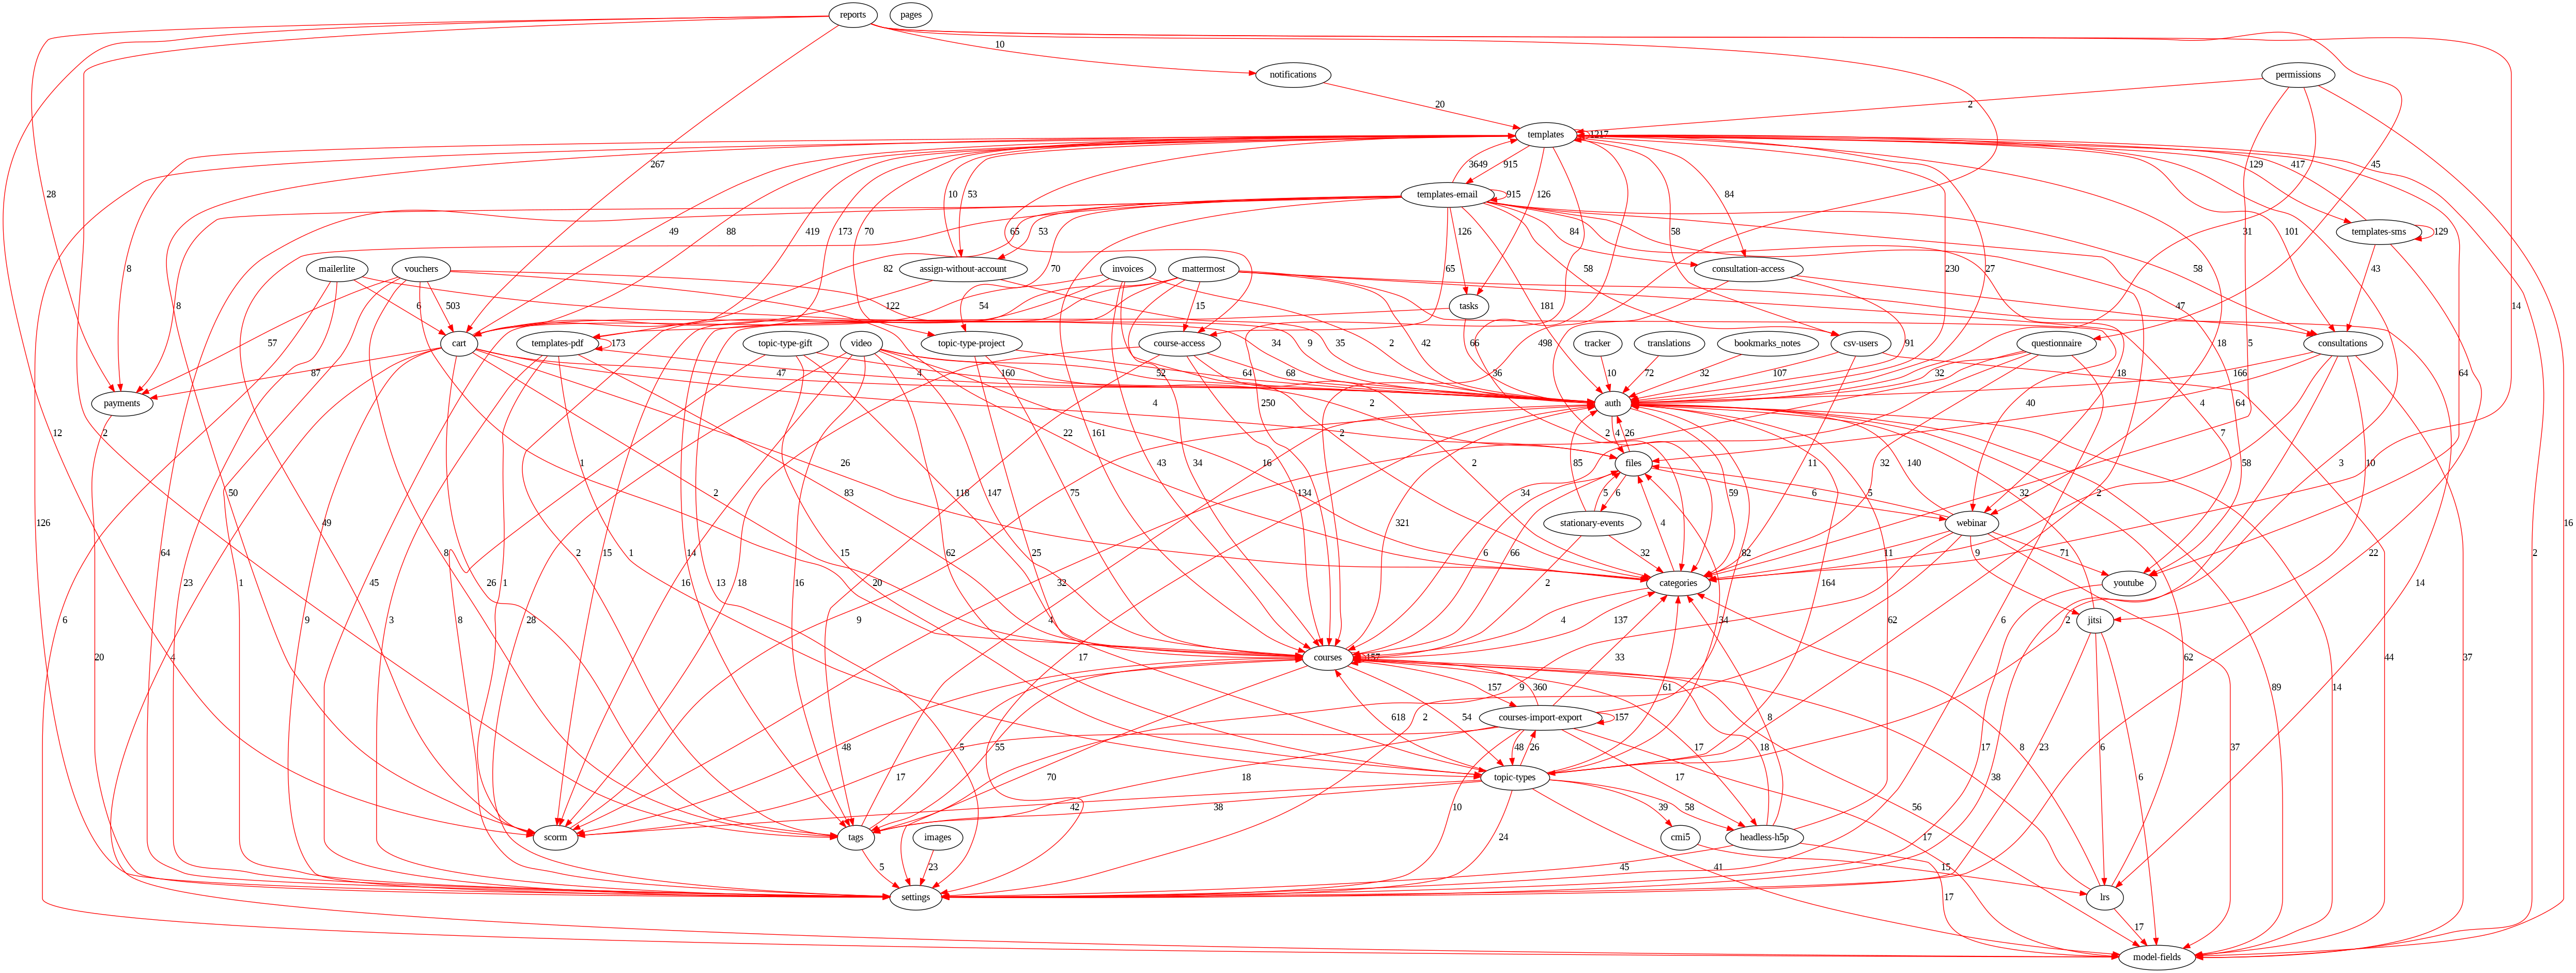 reports pages
10
notifications permissions
20 2
templates 1217
267 28 3649 915 129 417 45
10 53 templates-email 915 126 84
49 88 419 173 70 65 53 126 84 58 31 templates-sms 129
8 8 82 70 65 58 230 27 101 58 43
mailerlite vouchers assign-without-account invoices mattermost consultation-access
6 503 122 54 15 tasks 181 47 14
57 templates-pdf 173 topic-type-gift video topic-type-project course-access tracker translations bookmarks_notes csv-users questionnaire consultations
cart 34 9 35 2 42 498 66 91 18 5
87 47 4 160 52 64 68 36 10 72 32 107 32 18 166
payments 4 2 250 auth 40 4 64
12 2 22 2 161 2 4 26 7 58 3 10 64
1 26 16 2 43 34 85 files 11 32 140 32
50 2 83 118 147 134 75 34 5 6 59 6 5 2
126 64 49 8 15 62 25 321 6 66 stationary-events webinar 22
15 14 2 16 32 4 82 164 11 9 71
23 1 45 26 1 1 2 categories youtube
6 9 3 28 16 18 16 20 13 32 9 4 137 62 6 14
20 4 8 4 17 34 33 jitsi 2 62
courses 157
618 54 157 360 61 8 37 89 14 44 37 2 16
48 5 55 9 2 courses-import-export 157 17 18 8 23 6 6 17 38
17 70 18 48 26 17
topic-types
42 38 39 58 56
scorm tags images 10 24 cmi5 headless-h5p 17
5 23 45 41 15
settings 17 lrs
17
model-fields